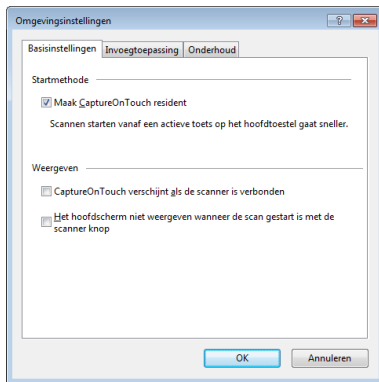 Omgevingsinstellingen
Basisinstellingen Invoegtoepassing Onderhoud
Startmethode
Maak CaptureOnTouch resident
Scannen starten vanaf een actieve toets op het hoofdtoestel gaat sneller.
Weergeven
CaptureOnTouch verschijnt als de scanner is verbonden
Het hoofdscherm niet weergeven wanneer de scan gestart is met de
scanner knop
OK Annuleren